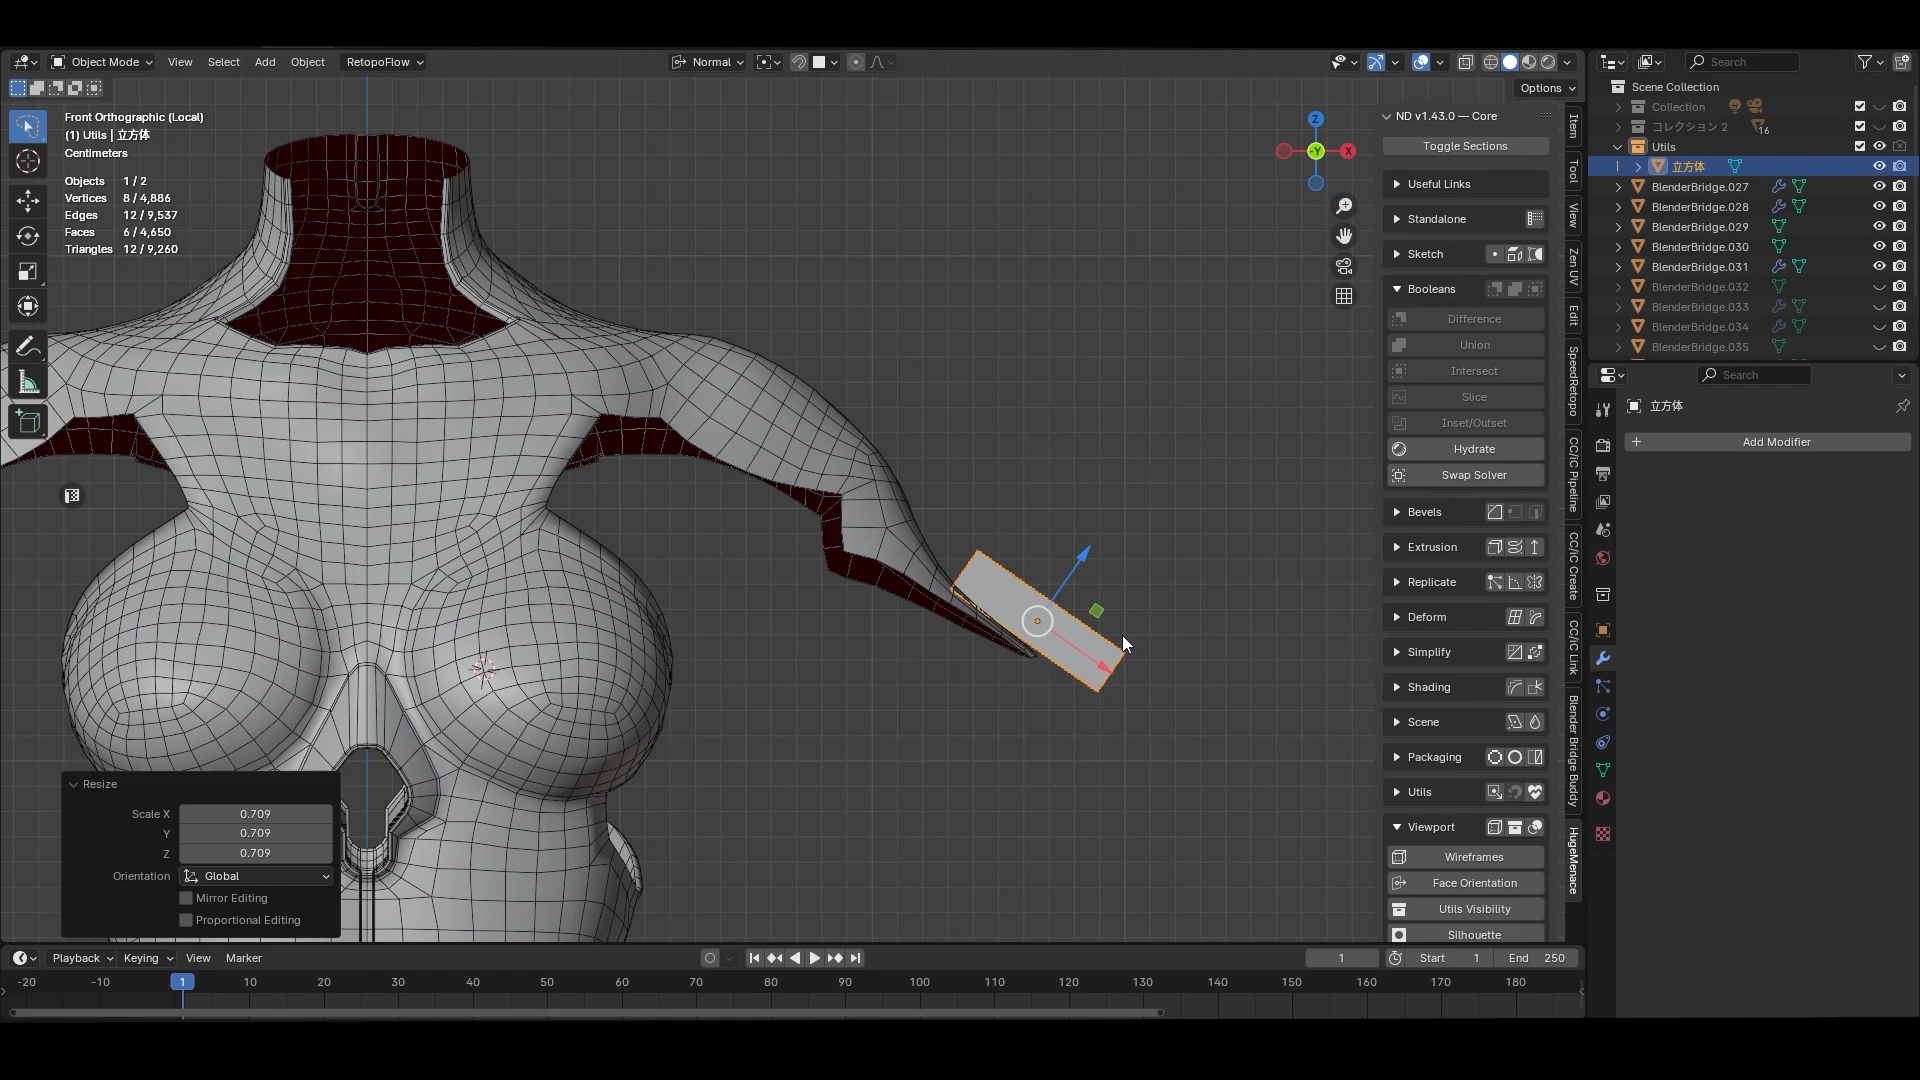 Object Mode View Select Add Object RetopoFlow Normal
Options
Front Orthographic (Local)
(1) Utils | 立方体
Centimeters
Objects 1 / 2
Vertices 8 / 4,886
Edges 12 / 9,537
Faces 6 / 4,650
Triangles 12 / 9,260
Z
X
-Y
ND v1.43.0 — Core
Toggle Sections
Useful Links
Standalone
Sketch
Booleans
Difference
Union
Intersect
Slice
Inset/Outset
Hydrate
Swap Solver
Bevels
Extrusion
Replicate
Deform
Simplify
Shading
Scene
Packaging
Utils
Viewport
Wireframes
Face Orientation
Utils Visibility
Silhouette
Item
Tool
View
Zen UV
Edit
SpeedRetopo
CC/iC Pipeline
CC/iC Create
CC/iC Link
Blender Bridge Buddy
HugeMenace
Search
Scene Collection
Collection
コレクション 2 16
Utils
立方体
BlenderBridge.027
BlenderBridge.028
BlenderBridge.029
BlenderBridge.030
BlenderBridge.031
BlenderBridge.032
BlenderBridge.033
BlenderBridge.034
BlenderBridge.035
Search
立方体
Add Modifier
Resize
Scale X 0.709
Y 0.709
Z 0.709
Orientation Global
Mirror Editing
Proportional Editing
Playback Keying View Marker 1 Start 1 End 250
-20 -10 1 10 20 30 40 50 60 70 80 90 100 110 120 130 140 150 160 170 180